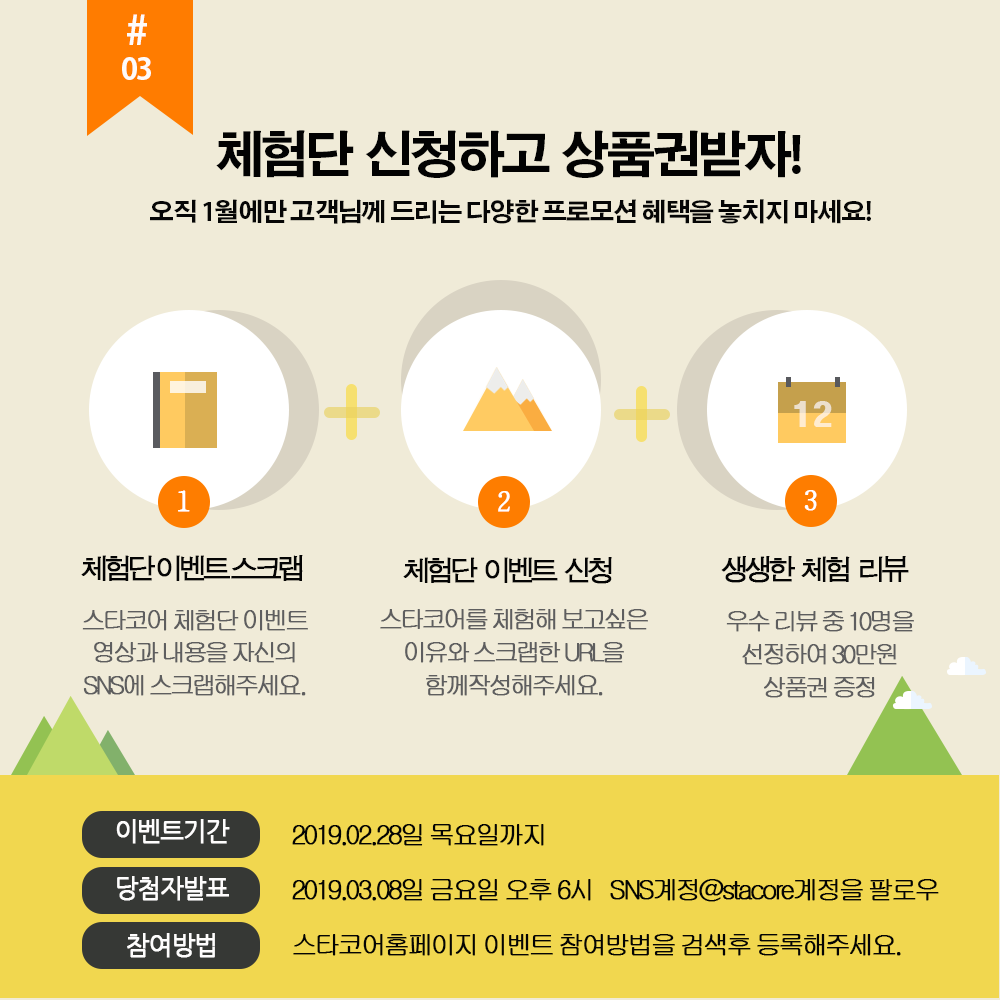 #
03
체험단 신청하고 상품권받자!
오직 1월에만 고객님께 드리는 다양한 프로모션 혜택을 놓치지 마세요!
12
1
2
3
체험단 이벤트 스크랩
스타코어 체험단 이벤트
영상과 내용을 자신의
SNS에 스크랩해주세요.
체험단 이벤트 신청
스타코어를 체험해 보고싶은
이유와 스크랩한 URL을
함께작성해주세요.
생생한 체험 리뷰
우수 리뷰 중 10명을
선정하여 30만원
상품권 증정
이벤트기간 2019.02.28일 목요일까지
당첨자발표 2019.03.08일 금요일 오후 6시 SNS계정@stacore계정을 팔로우
참여방법 스타코어홈페이지 이벤트 참여방법을 검색후 등록해주세요.